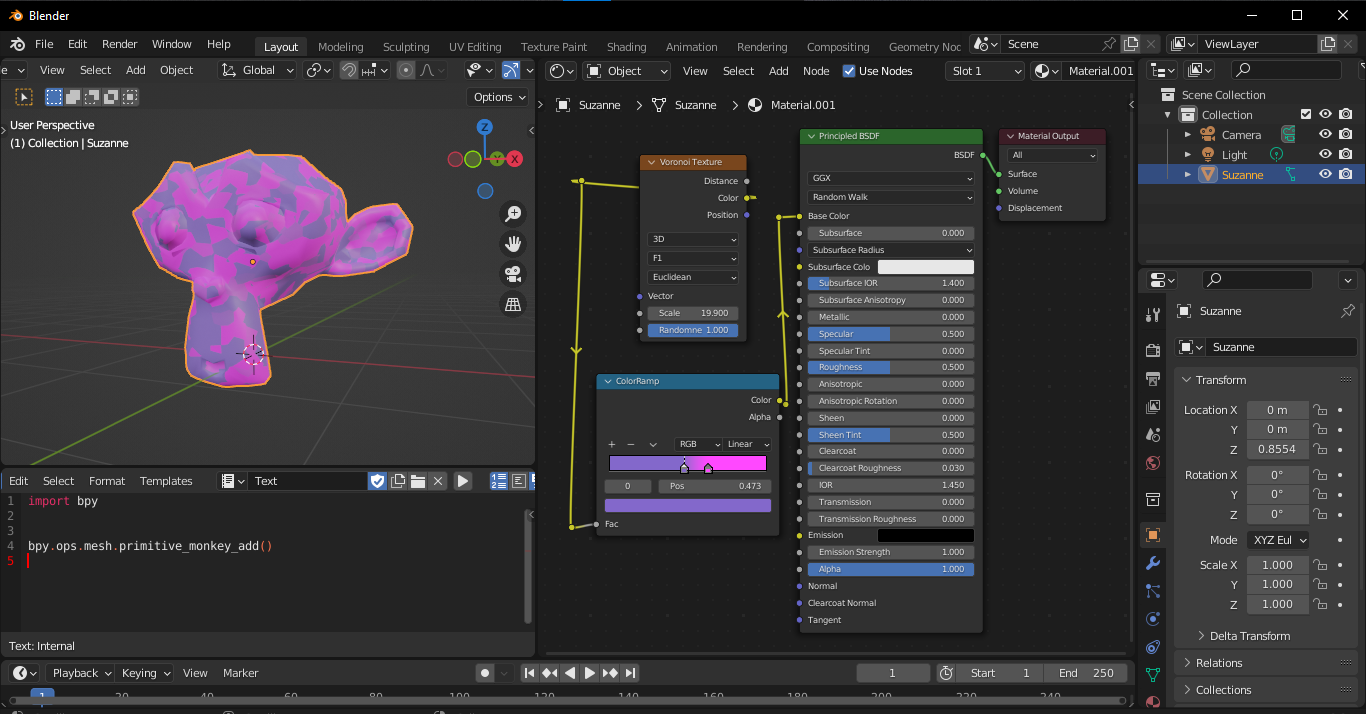 Blender
File Edit Render Window Help
Layout Modeling Sculpting UV Editing Texture Paint Shading Animation Rendering Compositing Geometry Noc
Scene
ViewLayer
e View Select Add Object
Global
Options
User Perspective
(1) Collection | Suzanne
Z
Y
X
Object View Select Add Node Use Nodes Slot 1 Material.001
Suzanne > Suzanne > Material.001
Voronoi Texture
Distance
Color
Position
3D
F1
Euclidean
Vector
Scale 19.900
Randomne 1.000
ColorRamp
Color
Alpha
+ −
RGB Linear
0 Pos 0.473
Fac
Principled BSDF
BSDF
GGX
Random Walk
Base Color
Subsurface 0.000
Subsurface Radius
Subsurface Colo
Subsurface IOR 1.400
Subsurface Anisotropy 0.000
Metallic 0.000
Specular 0.500
Specular Tint 0.000
Roughness 0.500
Anisotropic 0.000
Anisotropic Rotation 0.000
Sheen 0.000
Sheen Tint 0.500
Clearcoat 0.000
Clearcoat Roughness 0.030
IOR 1.450
Transmission 0.000
Transmission Roughness 0.000
Emission
Emission Strength 1.000
Alpha 1.000
Normal
Clearcoat Normal
Tangent
Material Output
All
Surface
Volume
Displacement
Edit Select Format Templates Text
1 import bpy
2
3
4 bpy.ops.mesh.primitive_monkey_add()
5
Text: Internal
Playback Keying View Marker
1
Start 1
End 250
1 20 40 60 80 100 120 140 160 180 200 220 240
Scene Collection
Collection
Camera
Light
Suzanne
Suzanne
Suzanne
Transform
Location X 0 m
Y 0 m
Z 0.8554
Rotation X 0°
Y 0°
Z 0°
Mode XYZ Eul
Scale X 1.000
Y 1.000
Z 1.000
Delta Transform
Relations
Collections